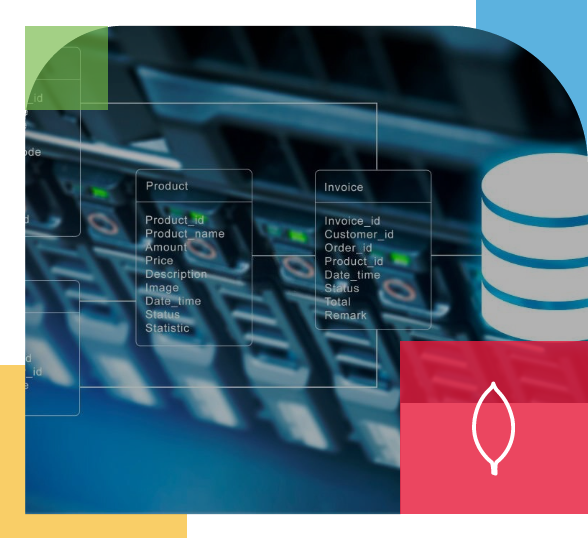 _id
ode
d
d
_id
e
Product
Product_id
Product_name
Amount
Price
Description
Image
Date_time
Status
Statistic
Invoice
Invoice_id
Customer_id
Order_id
Product_id
Date_time
Status
Total
Remark